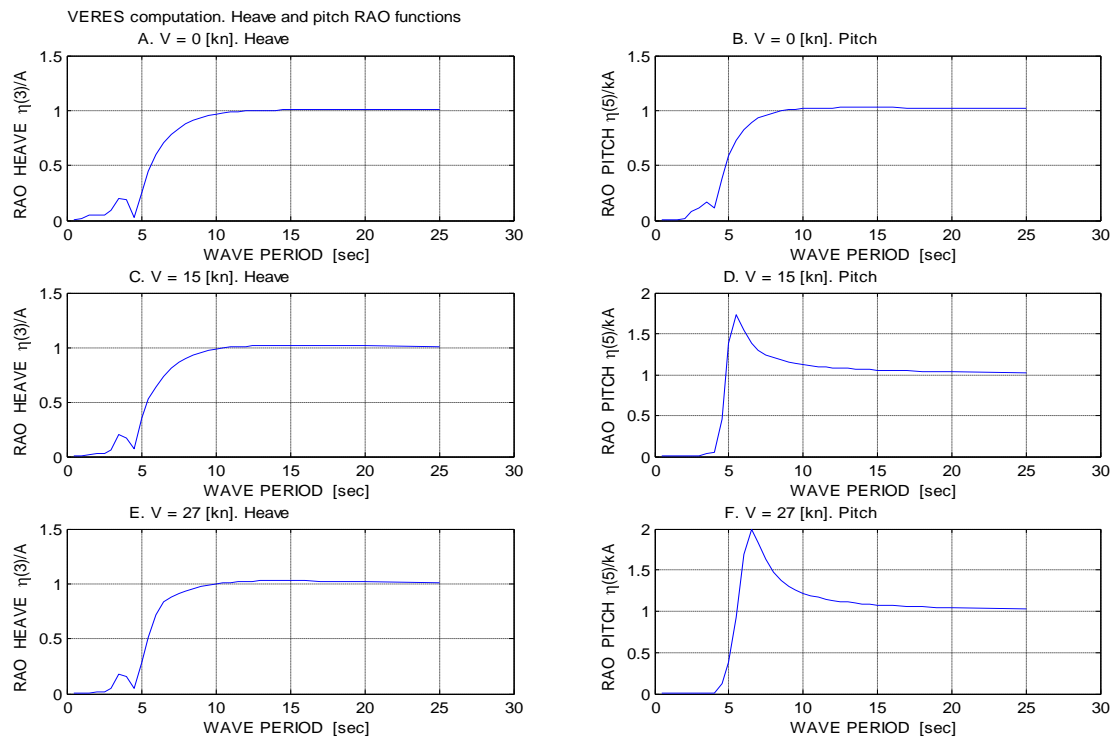 VERES computation. Heave and pitch RAO functions
A. V = 0 [kn]. Heave
RAO HEAVE η(3)/A
1.5
1
0.5
0
0 5 10 15 20 25 30
WAVE PERIOD [sec]
B. V = 0 [kn]. Pitch
RAO PITCH η(5)/kA
1.5
1
0.5
0
0 5 10 15 20 25 30
WAVE PERIOD [sec]
C. V = 15 [kn]. Heave
RAO HEAVE η(3)/A
1.5
1
0.5
0
0 5 10 15 20 25 30
WAVE PERIOD [sec]
D. V = 15 [kn]. Pitch
RAO PITCH η(5)/kA
2
1.5
1
0.5
0
0 5 10 15 20 25 30
WAVE PERIOD [sec]
E. V = 27 [kn]. Heave
RAO HEAVE η(3)/A
1.5
1
0.5
0
0 5 10 15 20 25 30
WAVE PERIOD [sec]
F. V = 27 [kn]. Pitch
RAO PITCH η(5)/kA
2
1.5
1
0.5
0
0 5 10 15 20 25 30
WAVE PERIOD [sec]